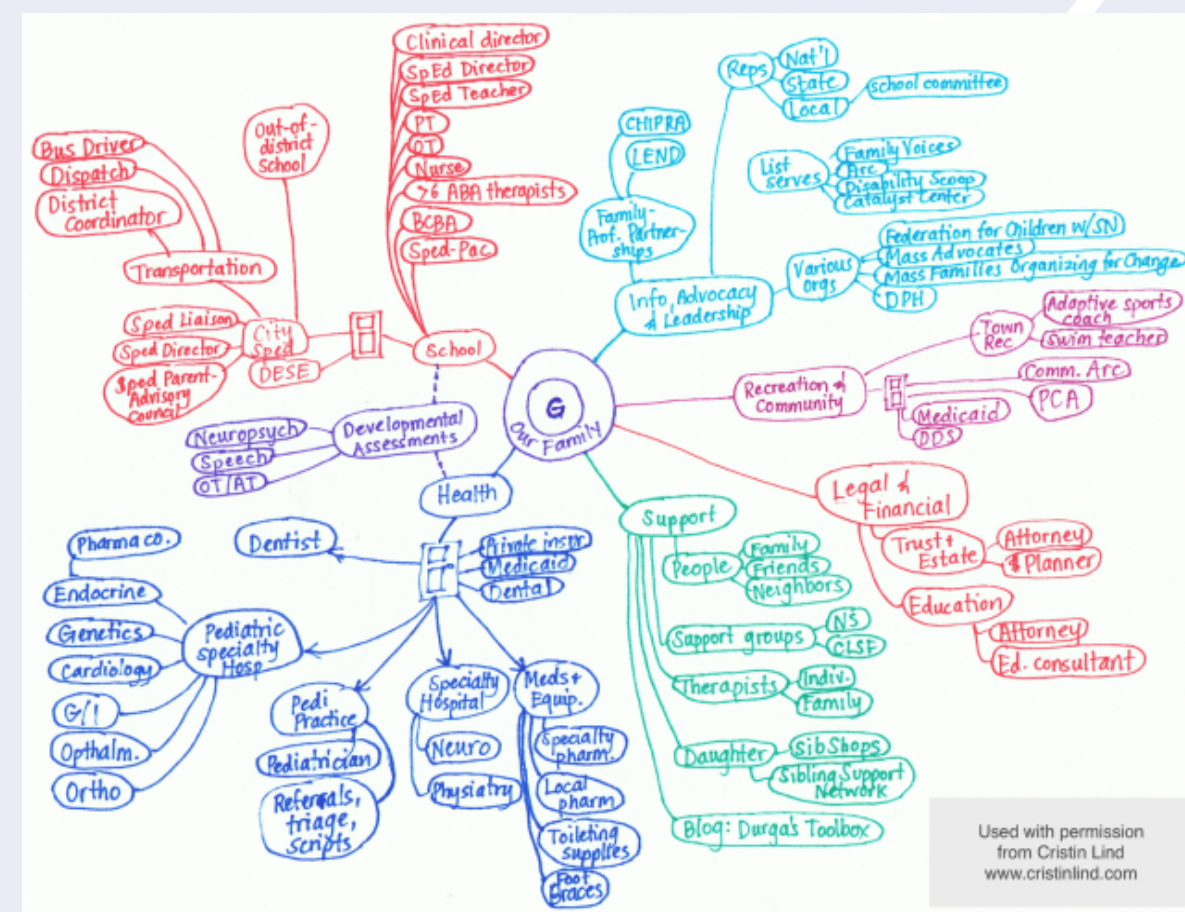 Clinical director
SpEd Director
SpEd Teacher
PT
OT
Nurse
>6 ABA therapists
BCBA
Sped-Pac
School
Out-of-
district
School
Bus Driver
Dispatch
District
Coordinator
Transportation
Sped Liaison
Sped Director
Sped Parent-
Advisory
Council
City
Sped
DESE
Reps
Nat'l
State
Local
school committee
CHIPRA
LEND
Family-
Prof. Partner-
ships
List
serves
Family Voices
Arc
Disability Scoop
Catalyst Center
Info, Advocacy
& Leadership
Various
orgs
Federation for Children w/SN
Mass Advocates
Mass Families Organizing for Change
DPH
G
Our Family
Recreation &
Community
Town
Rec
Adaptive sports
coach
Swim teacher
Comm. Arc
PCA
Medicaid
DDS
Developmental
Assessments
Neuropsych
Speech
OT/AT
Health
Private insur
Medicaid
Dental
Dentist
Pharma co.
Endocrine
Genetics
Cardiology
G/I
Opthalm.
Ortho
Pediatric
specialty
Hosp
Pedi
Practice
Pediatrician
Referrals,
triage,
scripts
Specialty
Hospital
Neuro
Physiatry
Meds +
Equip.
Specialty
pharm.
Local
pharm
Toileting
supplies
Foot
Braces
Support
People
Family
Friends
Neighbors
Support groups
NS
CLSF
Therapists
Indiv.
Family
Daughter
SibShops
Sibling Support
Network
Blog: Durga's Toolbox
Legal &
Financial
Trust +
Estate
Attorney
$ Planner
Education
Attorney
Ed. consultant
Used with permission
from Cristin Lind
www.cristinlind.com